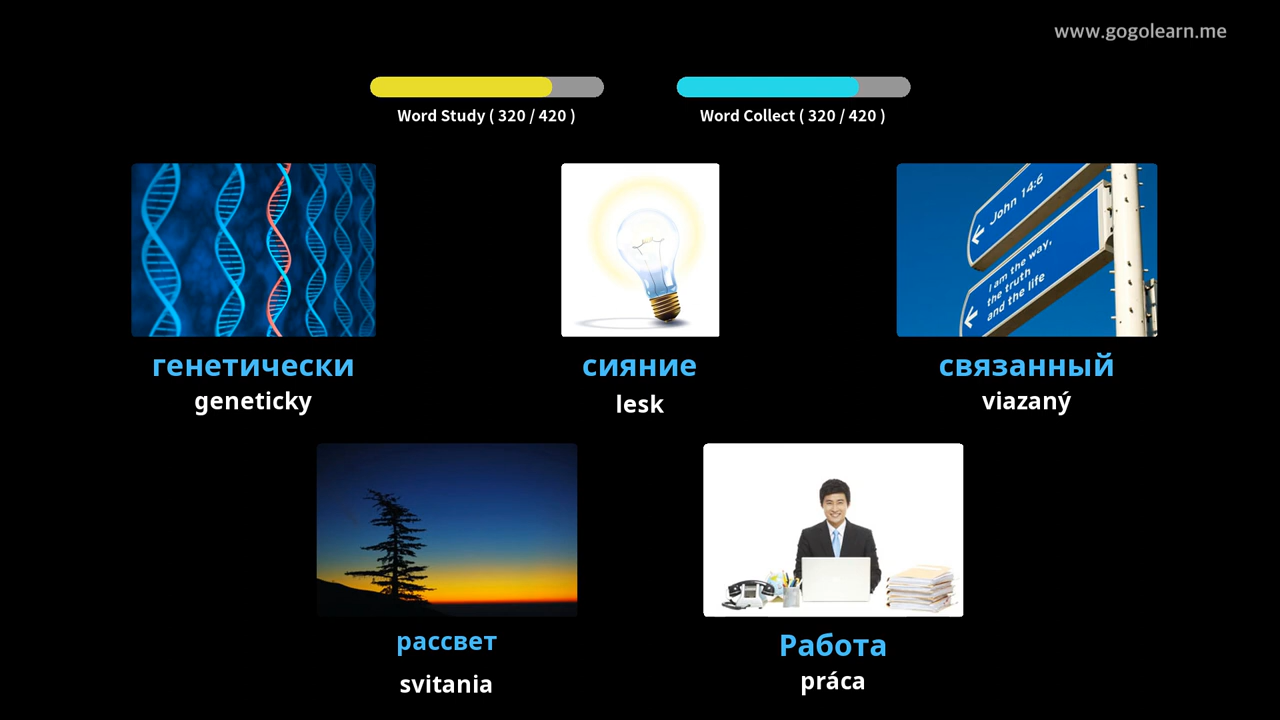 www.gogolearn.me
Word Study ( 320 / 420 )
Word Collect ( 320 / 420 )
John 14:6
I am the way,
the truth
and the life
генетически
geneticky
сияние
lesk
связанный
viazaný
рассвет
svitania
Работа
práca